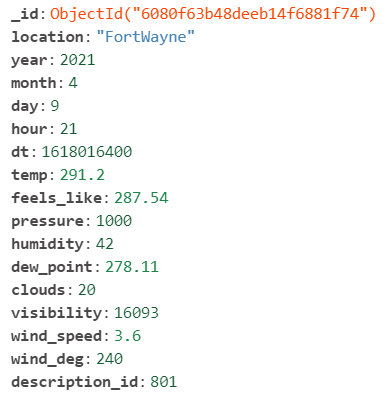 _id: ObjectId("6080f63b48deeb14f6881f74")
location: "FortWayne"
year: 2021
month: 4
day: 9
hour: 21
dt: 1618016400
temp: 291.2
feels_like: 287.54
pressure: 1000
humidity: 42
dew_point: 278.11
clouds: 20
visibility: 16093
wind_speed: 3.6
wind_deg: 240
description_id: 801